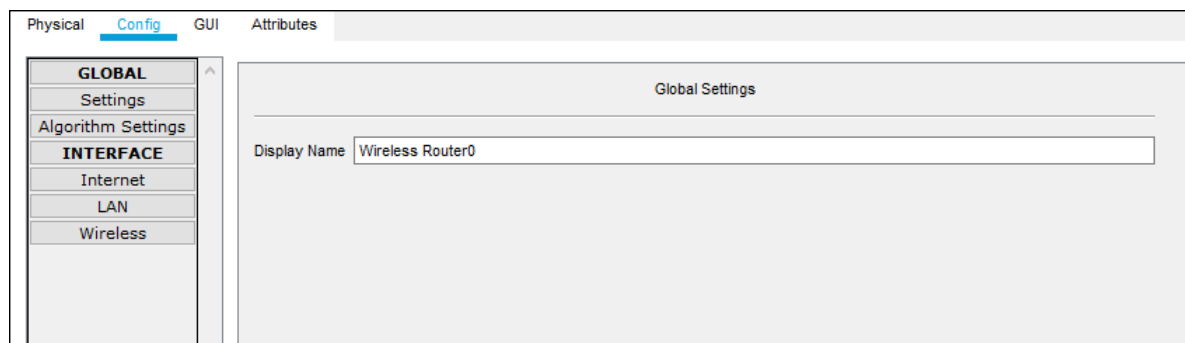 Physical Config GUI Attributes
GLOBAL
Settings
Algorithm Settings
INTERFACE
Internet
LAN
Wireless
Global Settings
Display Name Wireless Router0